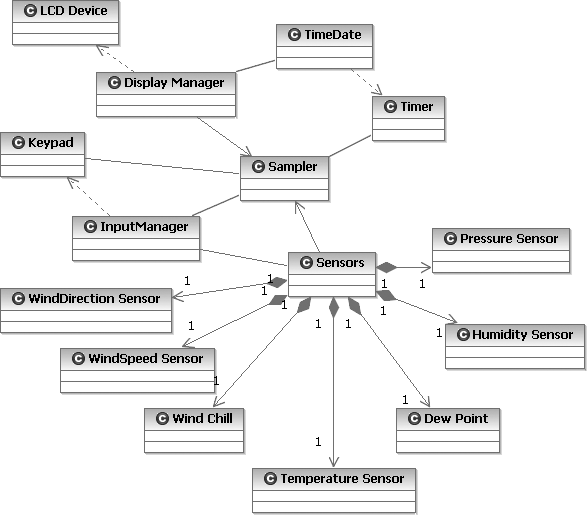 C LCD Device
C TimeDate
C Display Manager
C Timer
C Keypad
C Sampler
C InputManager
C Pressure Sensor
C Sensors
1
1
1
1
C WindDirection Sensor
1
1
1
1
1
1
1
C Humidity Sensor
C WindSpeed Sensor
1
1
C Wind Chill
C Dew Point
1
C Temperature Sensor